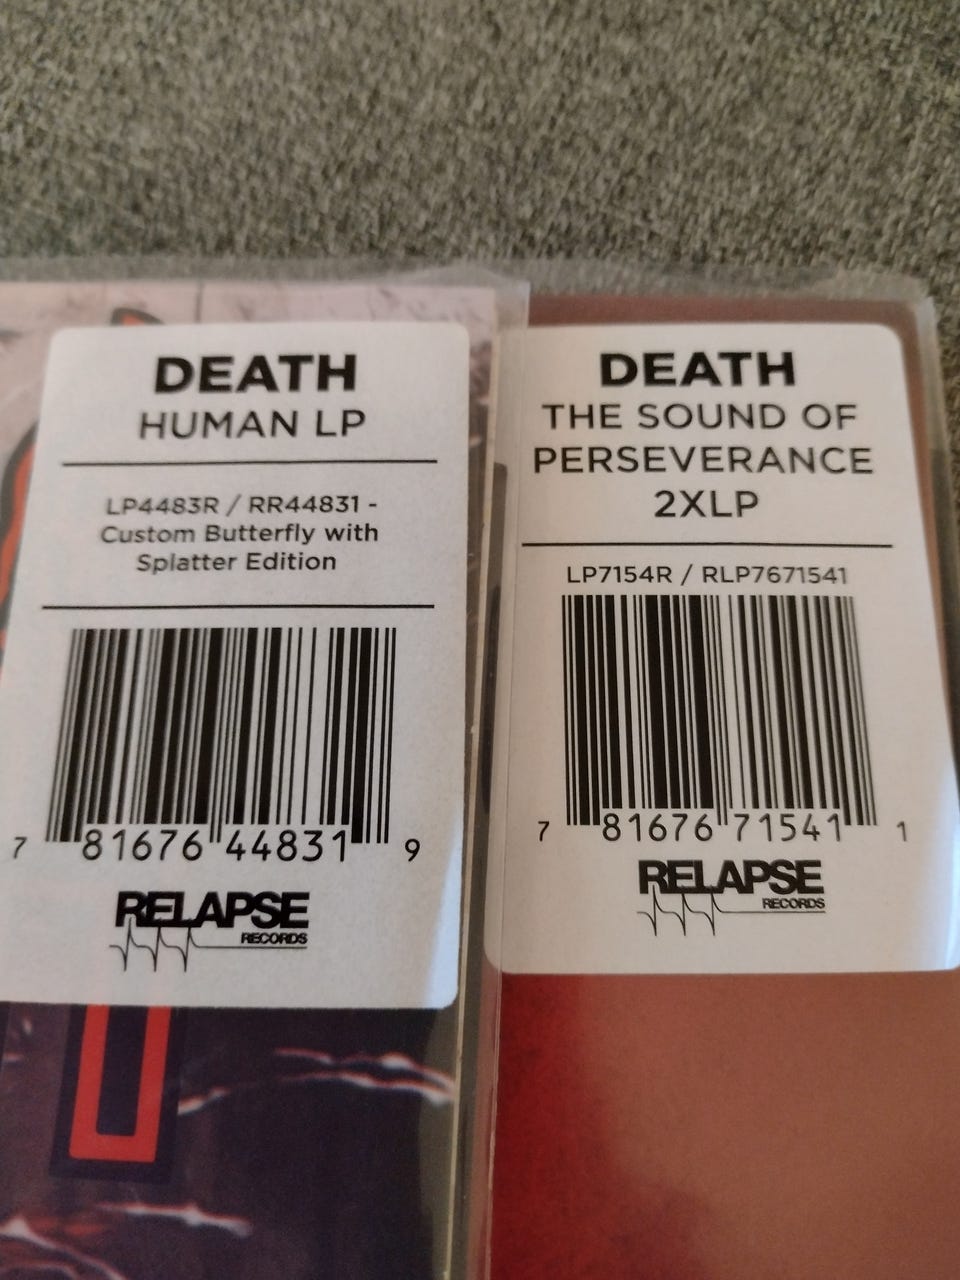 DEATH
HUMAN LP
LP4483R / RR44831 -
Custom Butterfly with
Splatter Edition
7 81676 44831 9
RELAPSE
RECORDS
DEATH
THE SOUND OF
PERSEVERANCE
2XLP
LP7154R / RLP7671541
7 81676 71541 1
RELAPSE
RECORDS